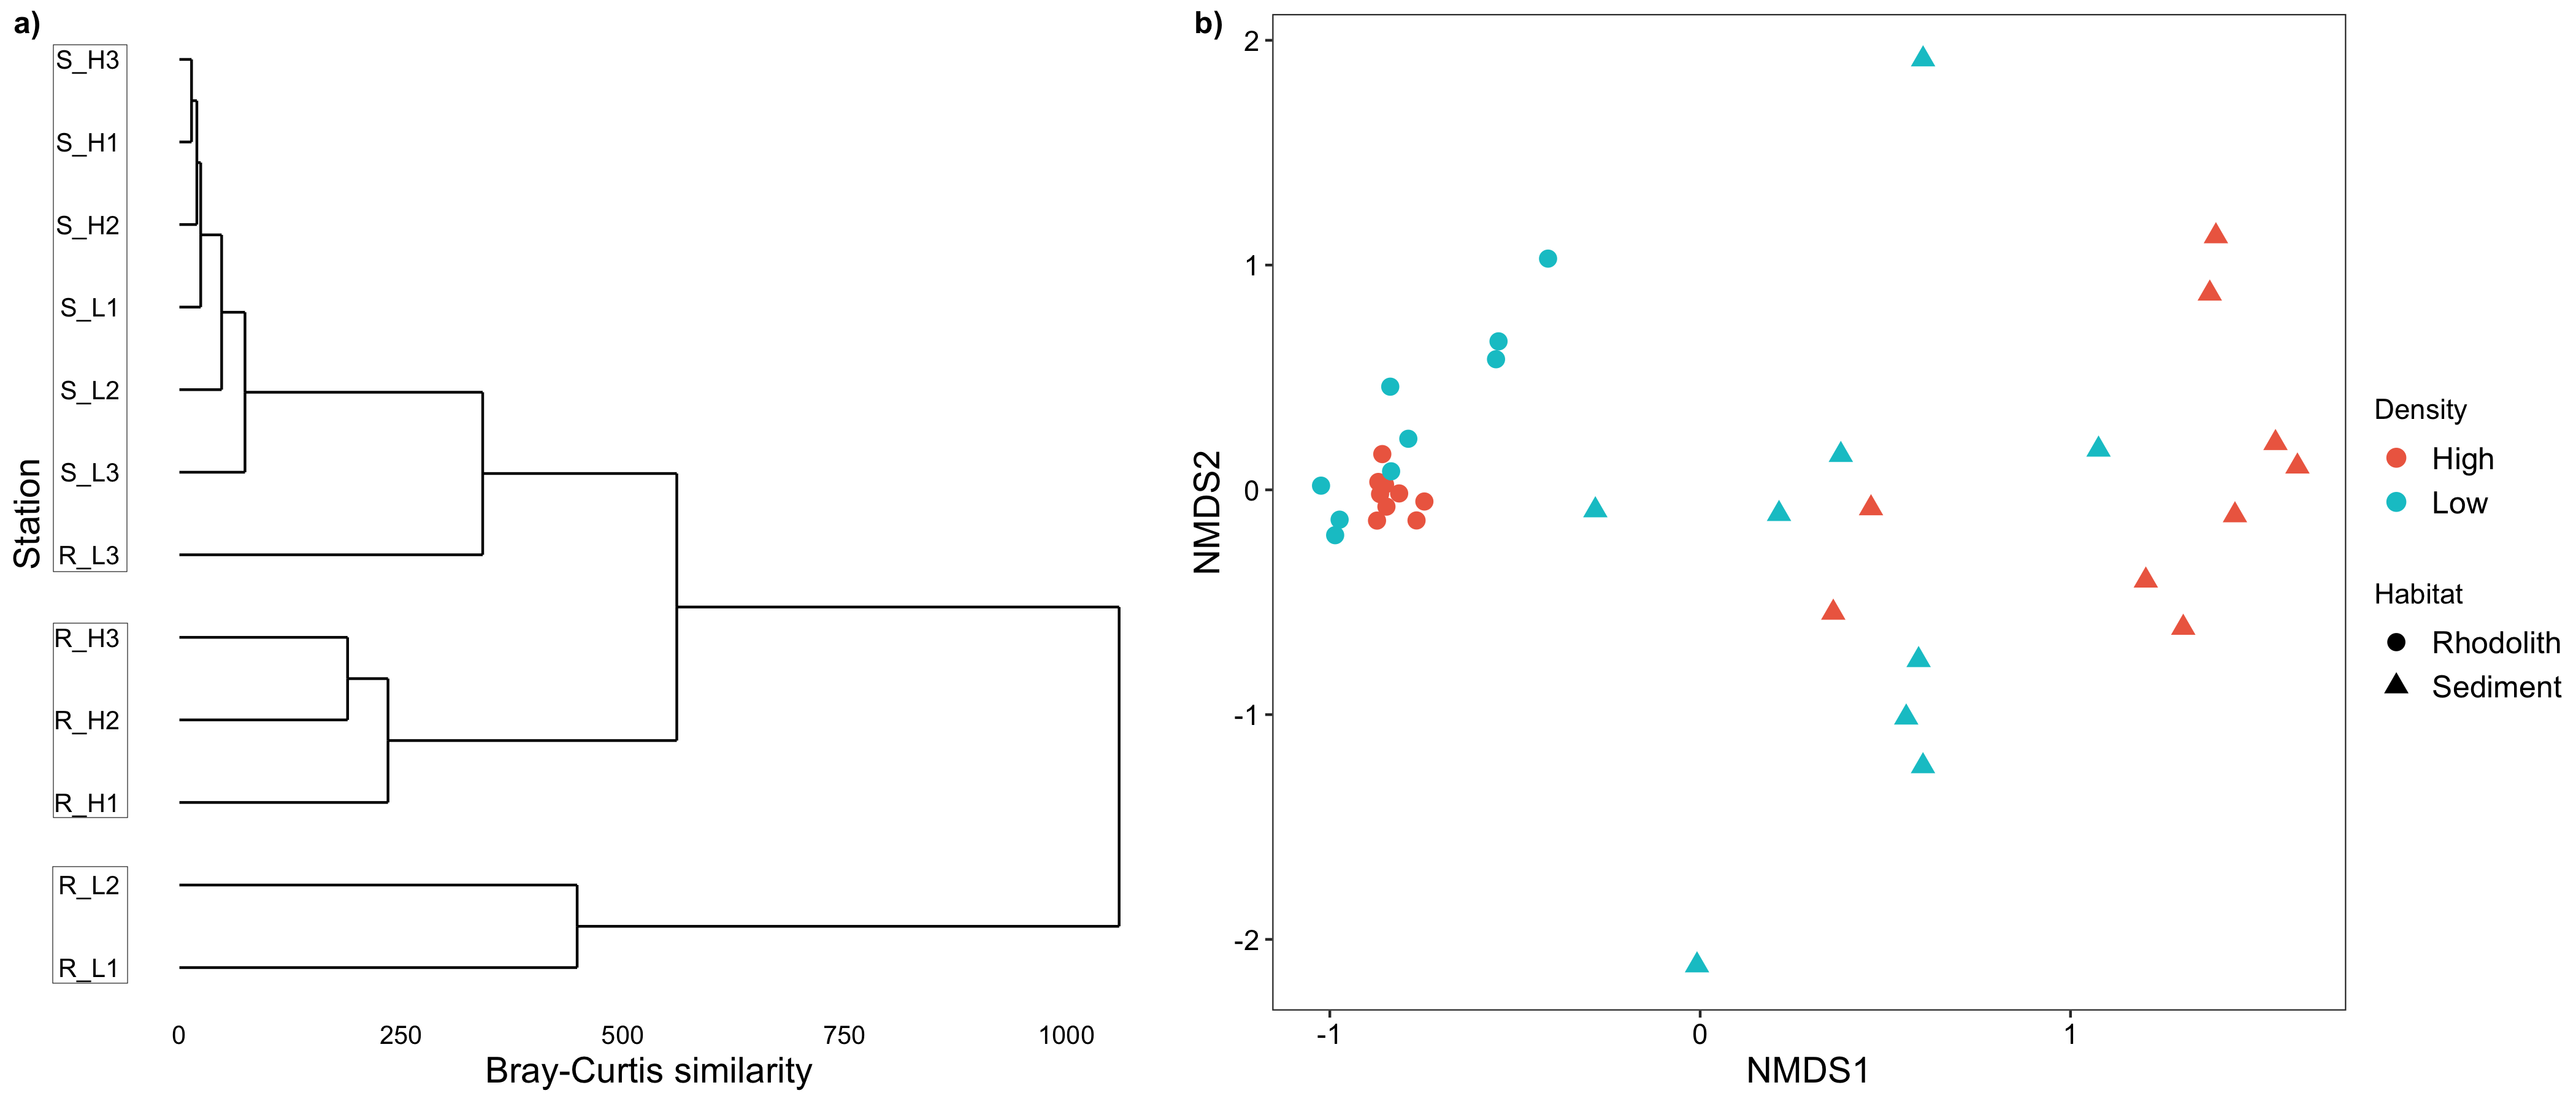 a)
S_H3
S_H1
S_H2
S_L1
S_L2
S_L3
R_L3
R_H3
R_H2
R_H1
R_L2
R_L1
Station
0 250 500 750 1000
Bray-Curtis similarity
b)
2
1
0
-1
-2
NMDS2
-1 0 1
NMDS1
Density
High
Low
Habitat
Rhodolith
Sediment